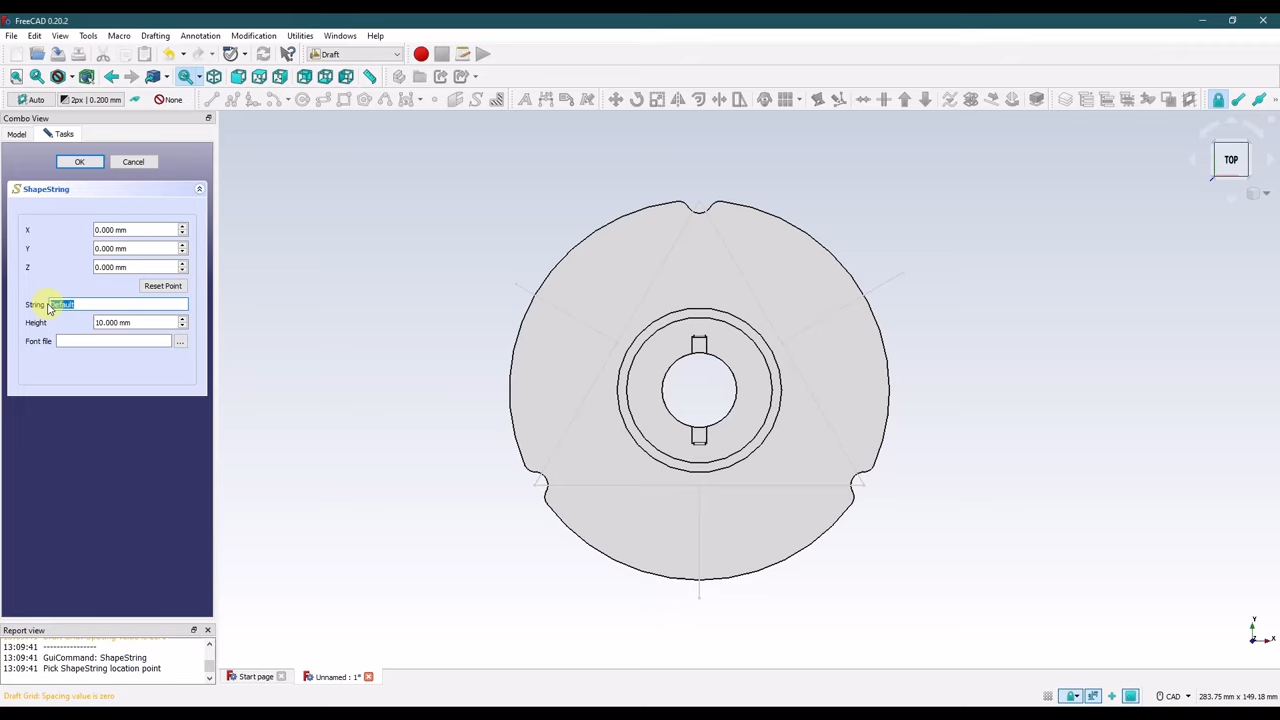 FreeCAD 0.20.2
File Edit View Tools Macro Drafting Annotation Modification Utilities Windows Help
Draft
Auto 2px | 0.200 mm None
Combo View
Model Tasks
TOP
OK Cancel
ShapeString
X 0.000 mm
Y 0.000 mm
Z 0.000 mm
Reset Point
String Default
Height 10.000 mm
Font file ...
Report view
13:09:41 ---------------
13:09:41 GuiCommand: ShapeString
13:09:41 Pick ShapeString location point
Y
Z X
Start page Unnamed : 1*
Draft Grid: Spacing value is zero CAD 283.75 mm x 149.18 mm